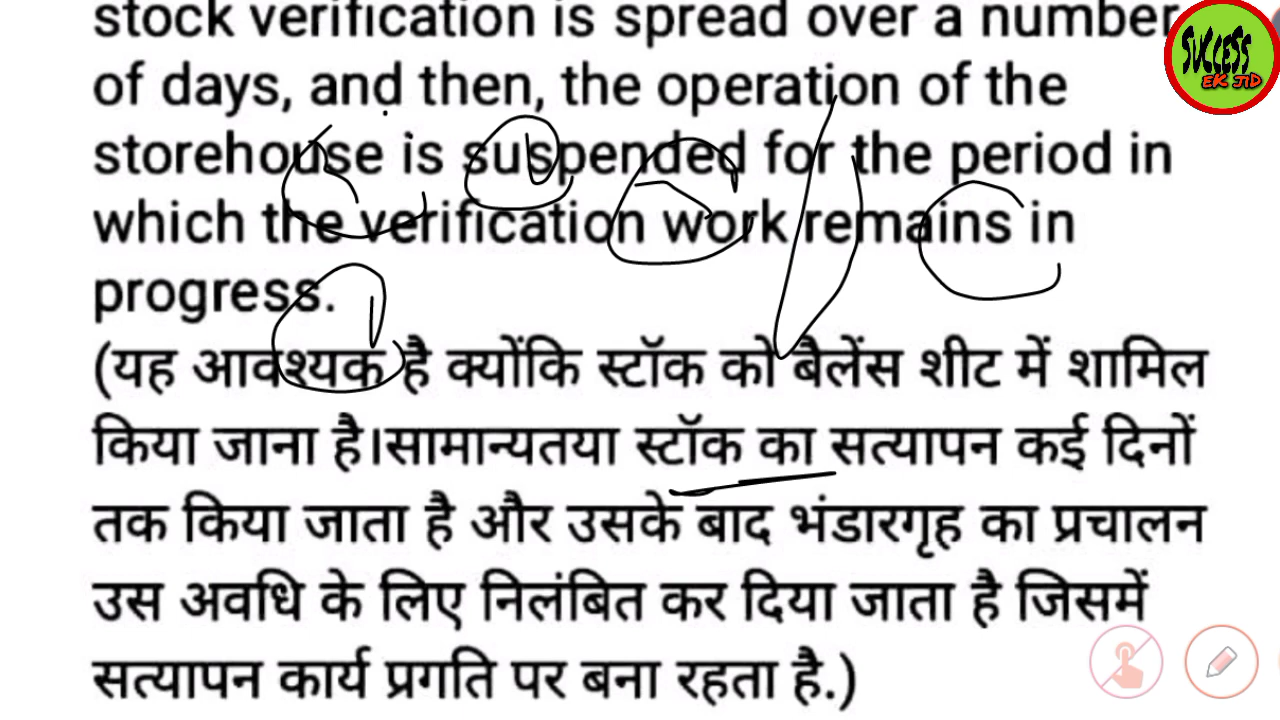 stock verification is spread over a number
of days, and then, the operation of the
storehouse is suspended for the period in
which the verification work remains in
progress.
(यह आवश्यक है क्योंकि स्टॉक को बैलेंस शीट में शामिल
किया जाना है।सामान्यतया स्टॉक का सत्यापन कई दिनों
तक किया जाता है और उसके बाद भंडारगृह का प्रचालन
उस अवधि के लिए निलंबित कर दिया जाता है जिसमें
सत्यापन कार्य प्रगति पर बना रहता है.)
SUCCESS
EK JID